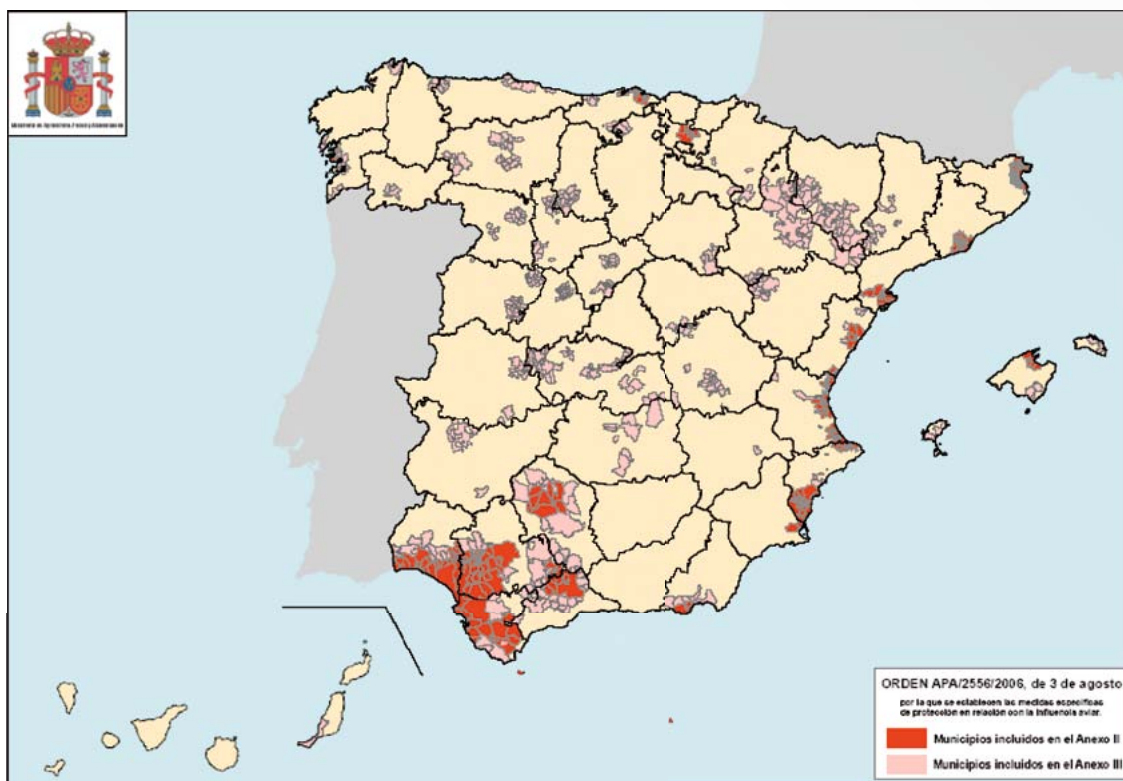 ORDEN APA/2556/2006, de 3 de agosto
por la que se establecen las medidas específicas
de protección en relación con la influencia aviar.
Municipios incluidos en el Anexo II
Municipios incluidos en el Anexo III